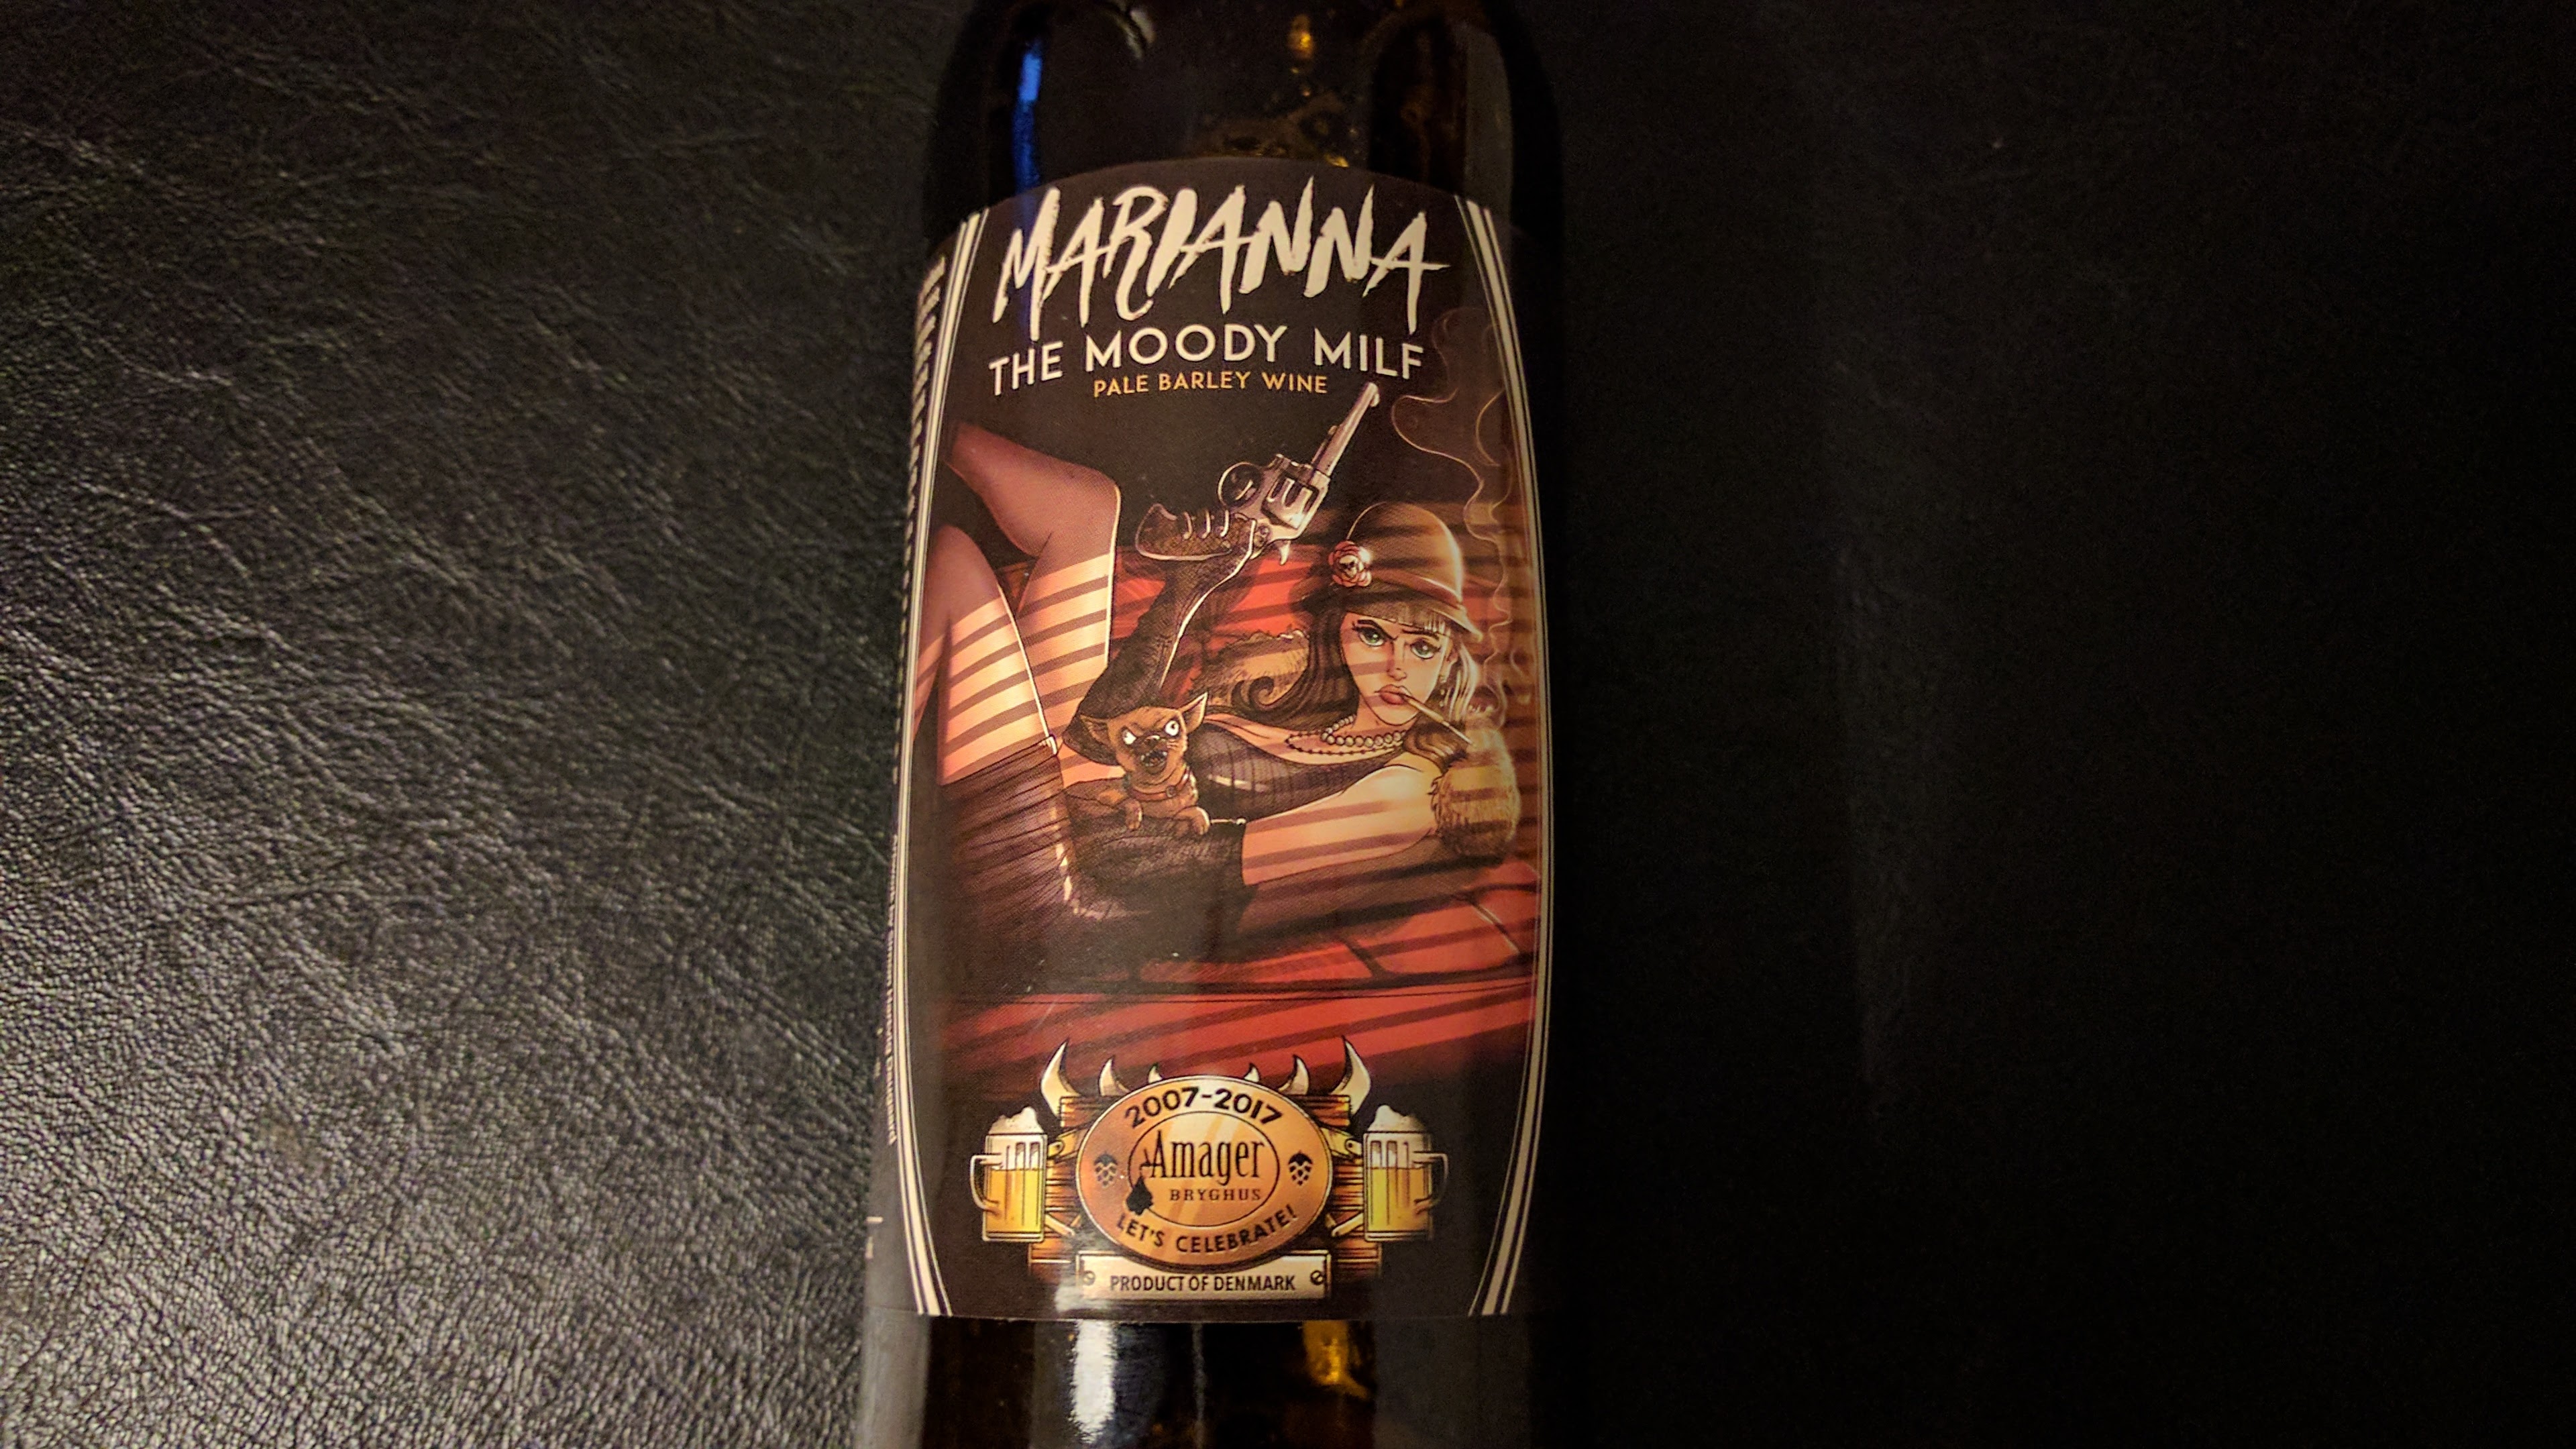 MARIANNA
THE MOODY MILF
PALE BARLEY WINE
2007-2017
Amager
BRYGHUS
LET'S CELEBRATE!
PRODUCT OF DENMARK